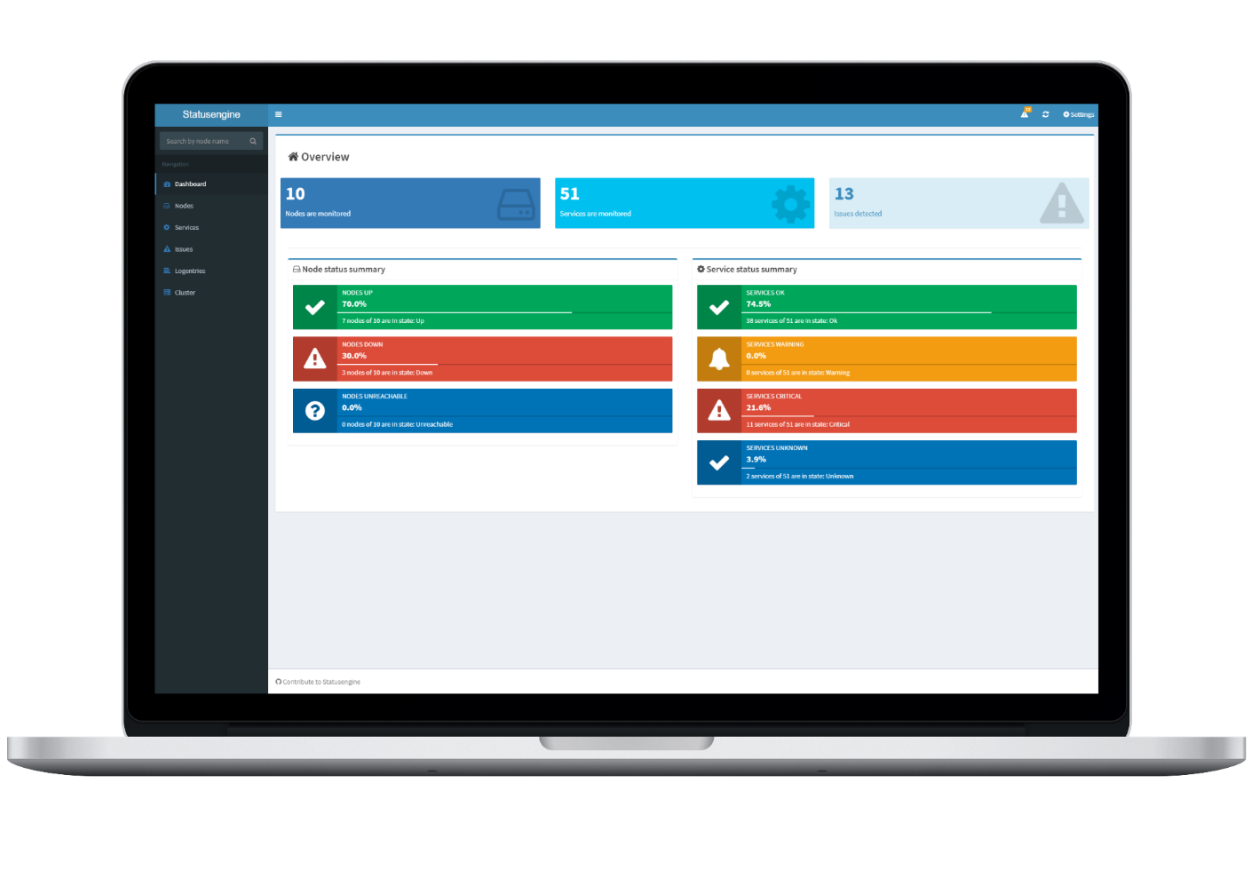 Statusengine
Settings
Search by node name
Navigation
Dashboard
Nodes
Services
Issues
Logentries
Cluster
Overview
10
Nodes are monitored
51
Services are monitored
13
Issues detected
Node status summary
NODES UP
70.0%
7 nodes of 10 are in state: Up
NODES DOWN
30.0%
3 nodes of 10 are in state: Down
NODES UNREACHABLE
0.0%
0 nodes of 10 are in state: Unreachable
Service status summary
SERVICES OK
74.5%
38 services of 51 are in state: Ok
SERVICES WARNING
0.0%
0 services of 51 are in state: Warning
SERVICES CRITICAL
21.6%
11 services of 51 are in state: Critical
SERVICES UNKNOWN
3.9%
2 services of 51 are in state: Unknown
Contribute to Statusengine